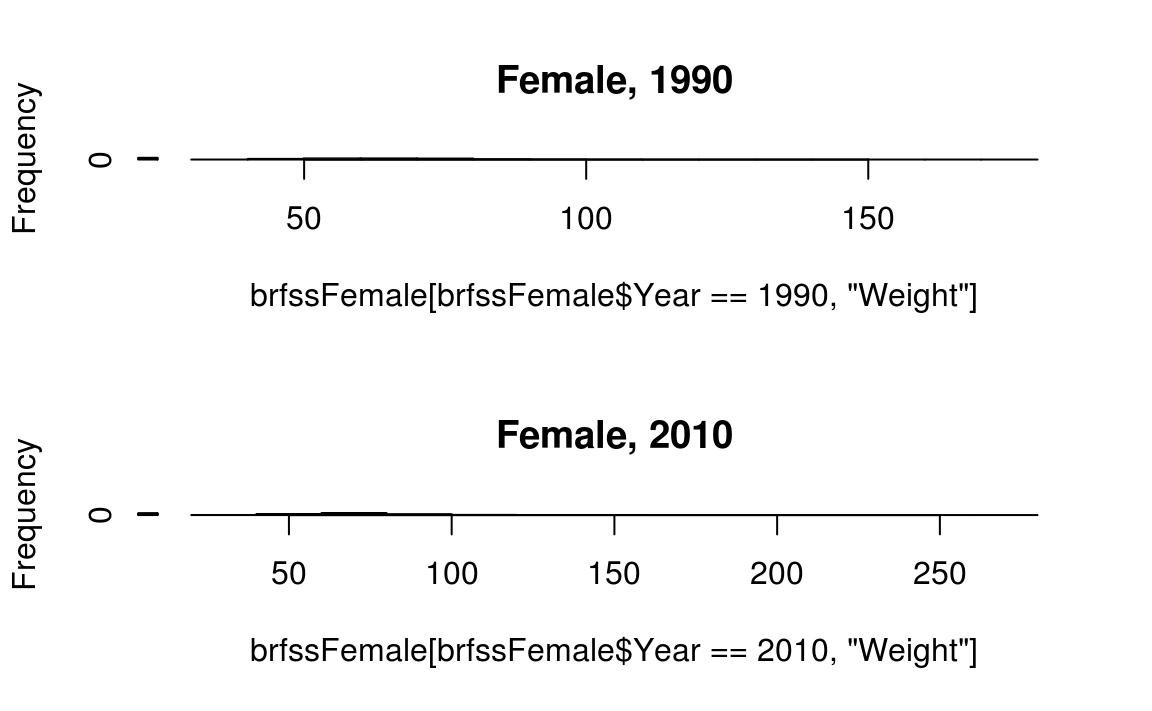 Female, 1990
Frequency
0
50 100 150
brfssFemale[brfssFemale$Year == 1990, "Weight"]
Female, 2010
Frequency
0
50 100 150 200 250
brfssFemale[brfssFemale$Year == 2010, "Weight"]